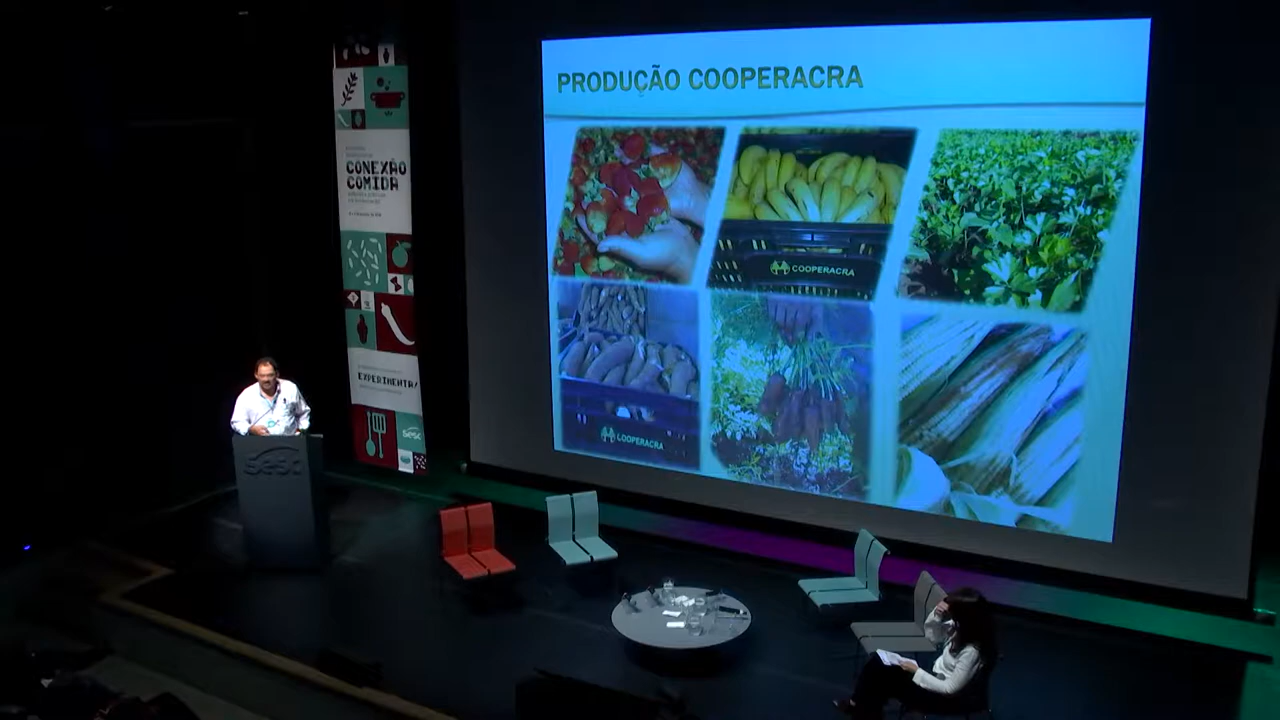 PRODUÇÃO COOPERACRA
CONEXÃO
COMIDA
COOPERACRA
EXPERIMENTA!
COOPERACRA
sesc
sesc